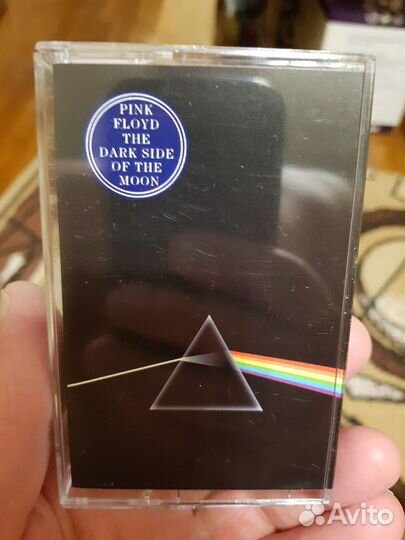 PINK
FLOYD
THE
DARK SIDE
OF THE
MOON
Avito